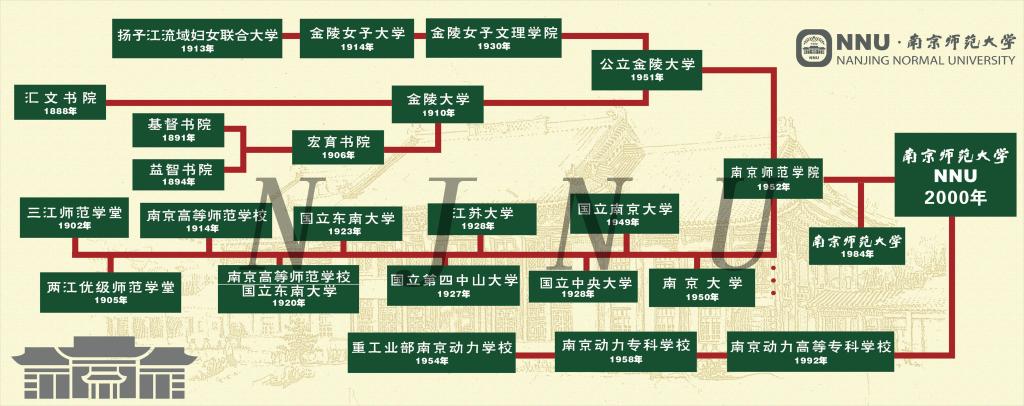 扬子江流域妇女联合大学
1913年
金陵女子大学
1914年
金陵女子文理学院
1930年
NNU·南京师范大学
NANJING NORMAL UNIVERSITY
NNU
公立金陵大学
1951年
汇文书院
1888年
金陵大学
1910年
基督书院
1891年
宏育书院
1906年
益智书院
1894年
南京师范大学
NNU
2000年
南京师范学院
1952年
三江师范学堂
1902年
南京高等师范学校
1914年
国立东南大学
1923年
江苏大学
1928年
国立南京大学
1949年
NJNU
南京师范大学
1984年
两江优级师范学堂
1905年
南京高等师范学校
国立东南大学
1920年
国立第四中山大学
1927年
国立中央大学
1928年
南京大学
1950年
重工业部南京动力学校
1954年
南京动力专科学校
1958年
南京动力高等专科学校
1992年